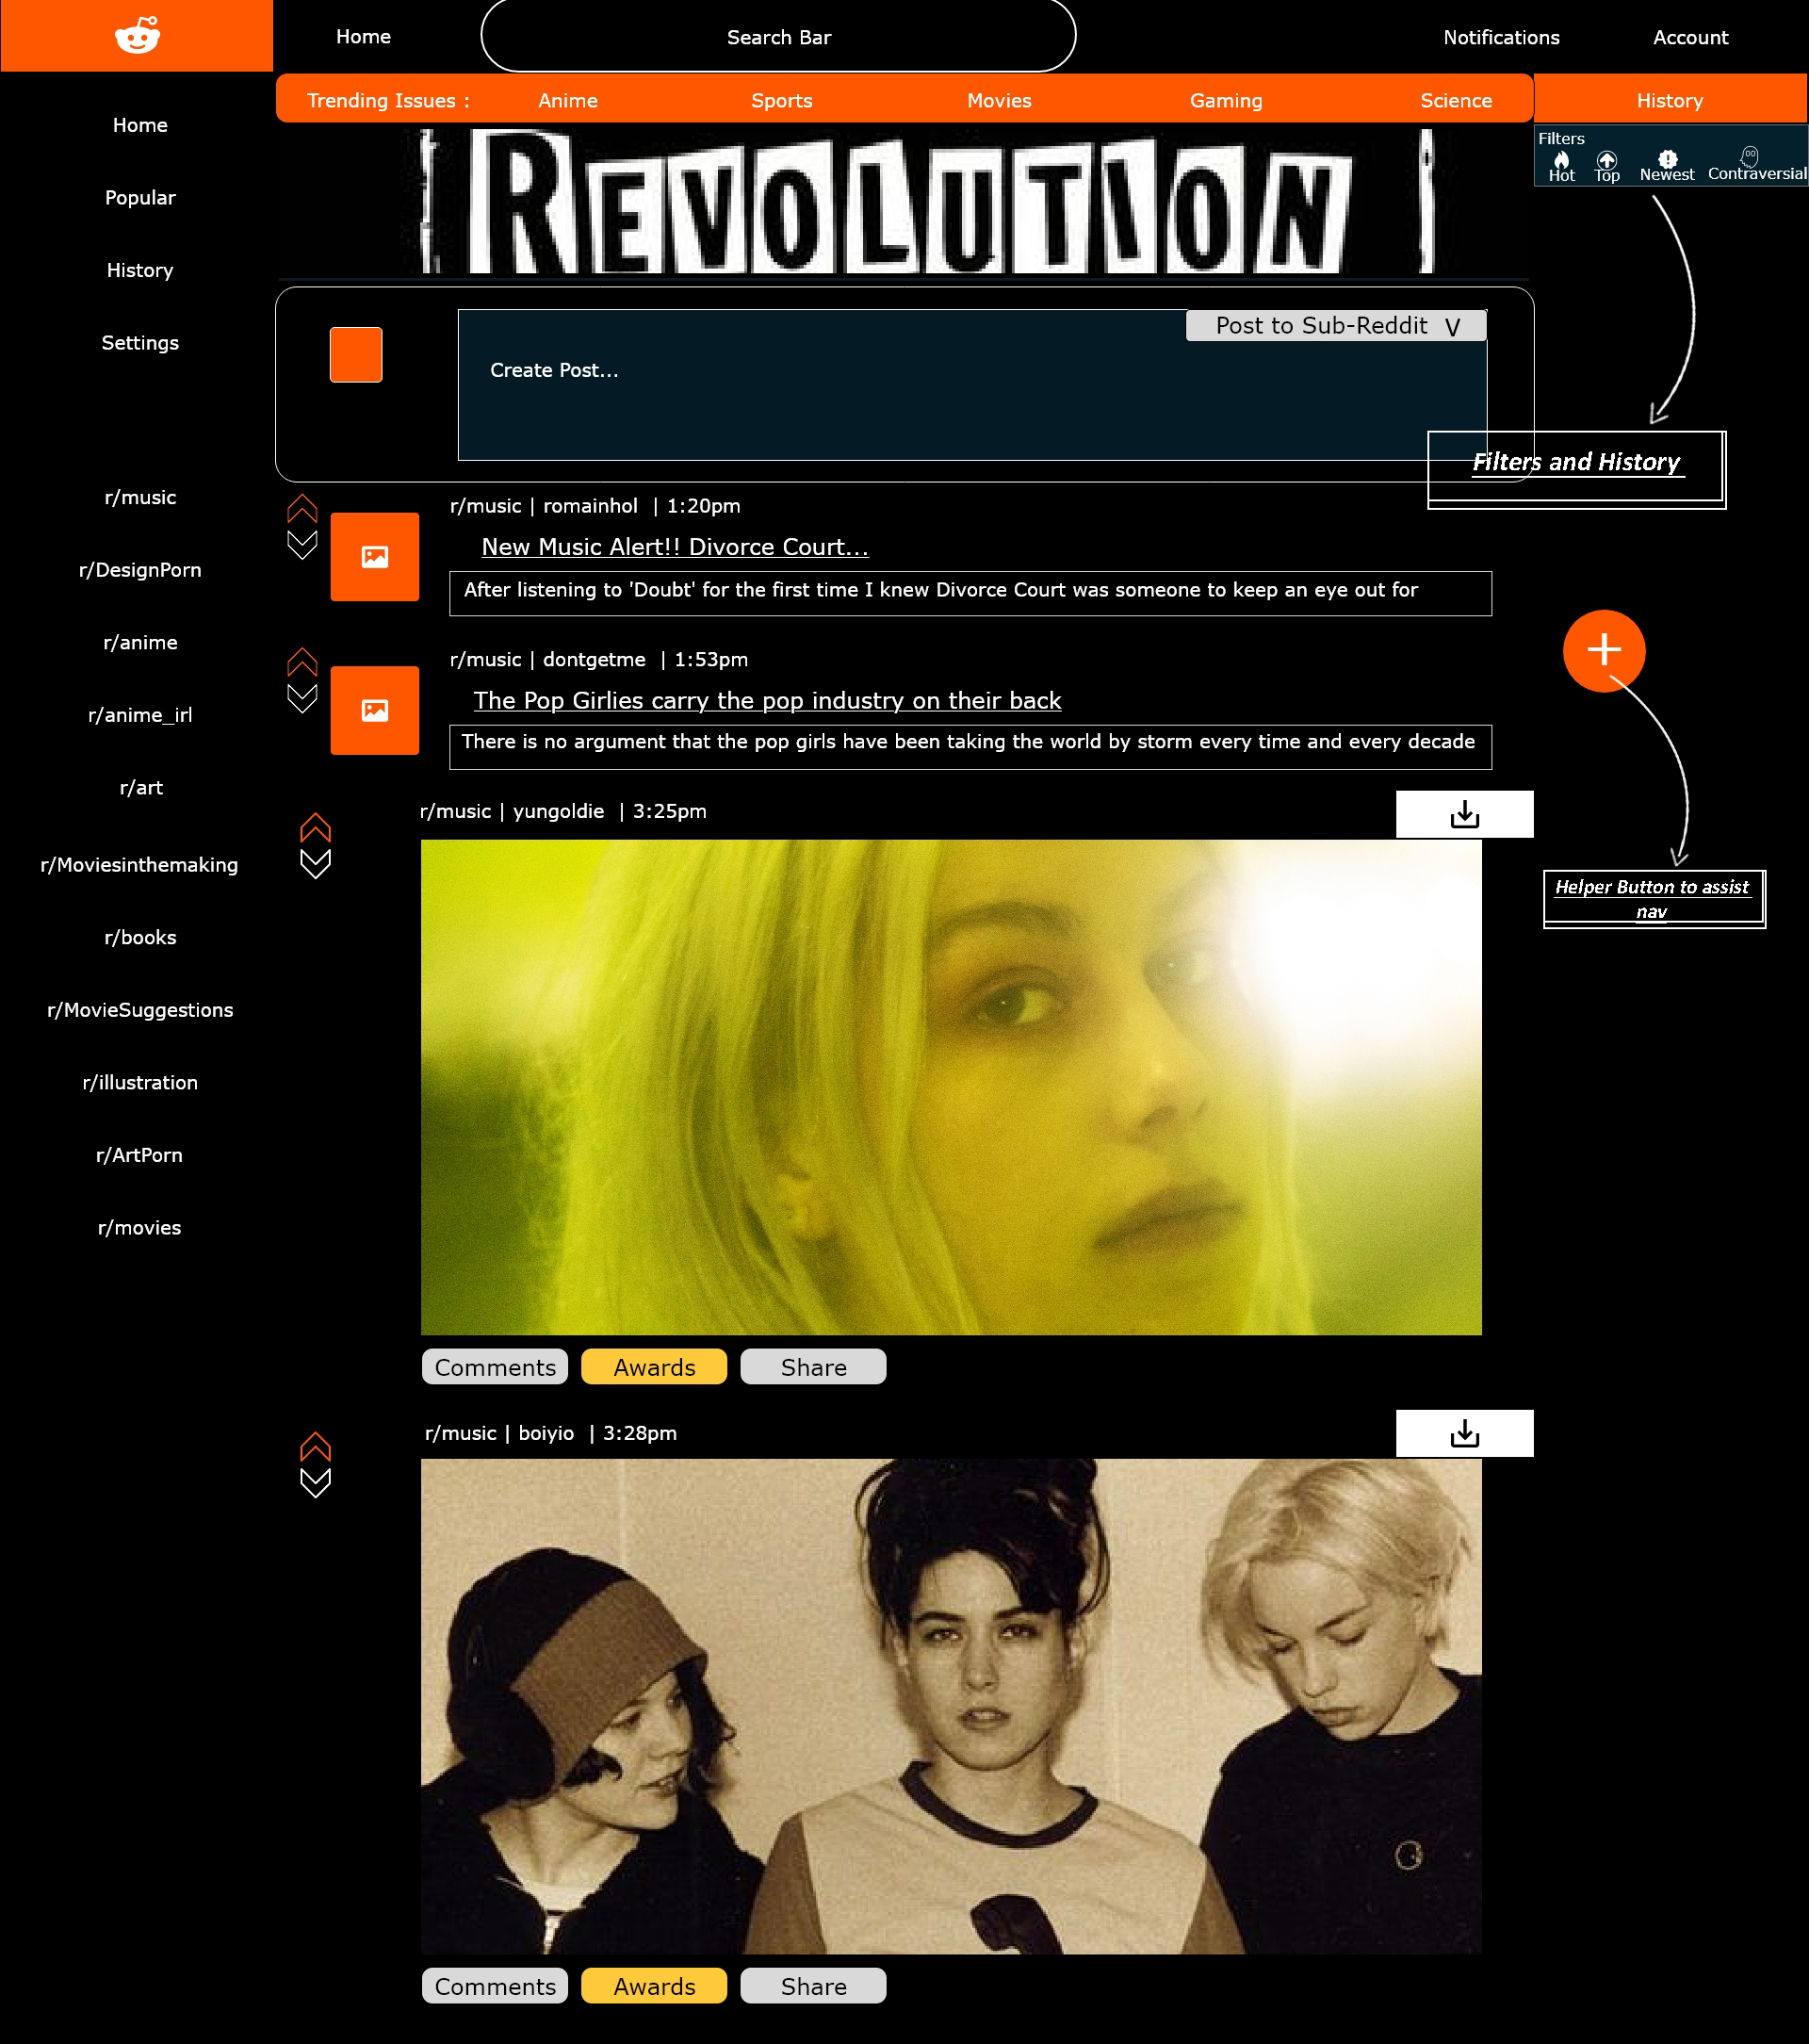 Home
Search Bar
Notifications
Account
Trending Issues :
Anime
Sports
Movies
Gaming
Science
History
Filters
Hot
Top
Newest
Contraversial
Home
Popular
History
Settings
r/music
r/DesignPorn
r/anime
r/anime_irl
r/art
r/Moviesinthemaking
r/books
r/MovieSuggestions
r/illustration
r/ArtPorn
r/movies
REVOLUTION
Post to Sub-Reddit V
Create Post...
Filters and History
r/music | romainhol | 1:20pm
New Music Alert!! Divorce Court...
After listening to 'Doubt' for the first time I knew Divorce Court was someone to keep an eye out for
r/music | dontgetme | 1:53pm
The Pop Girlies carry the pop industry on their back
There is no argument that the pop girls have been taking the world by storm every time and every decade
+
Helper Button to assist
nav
r/music | yungoldie | 3:25pm
Comments
Awards
Share
r/music | boiyio | 3:28pm
Comments
Awards
Share